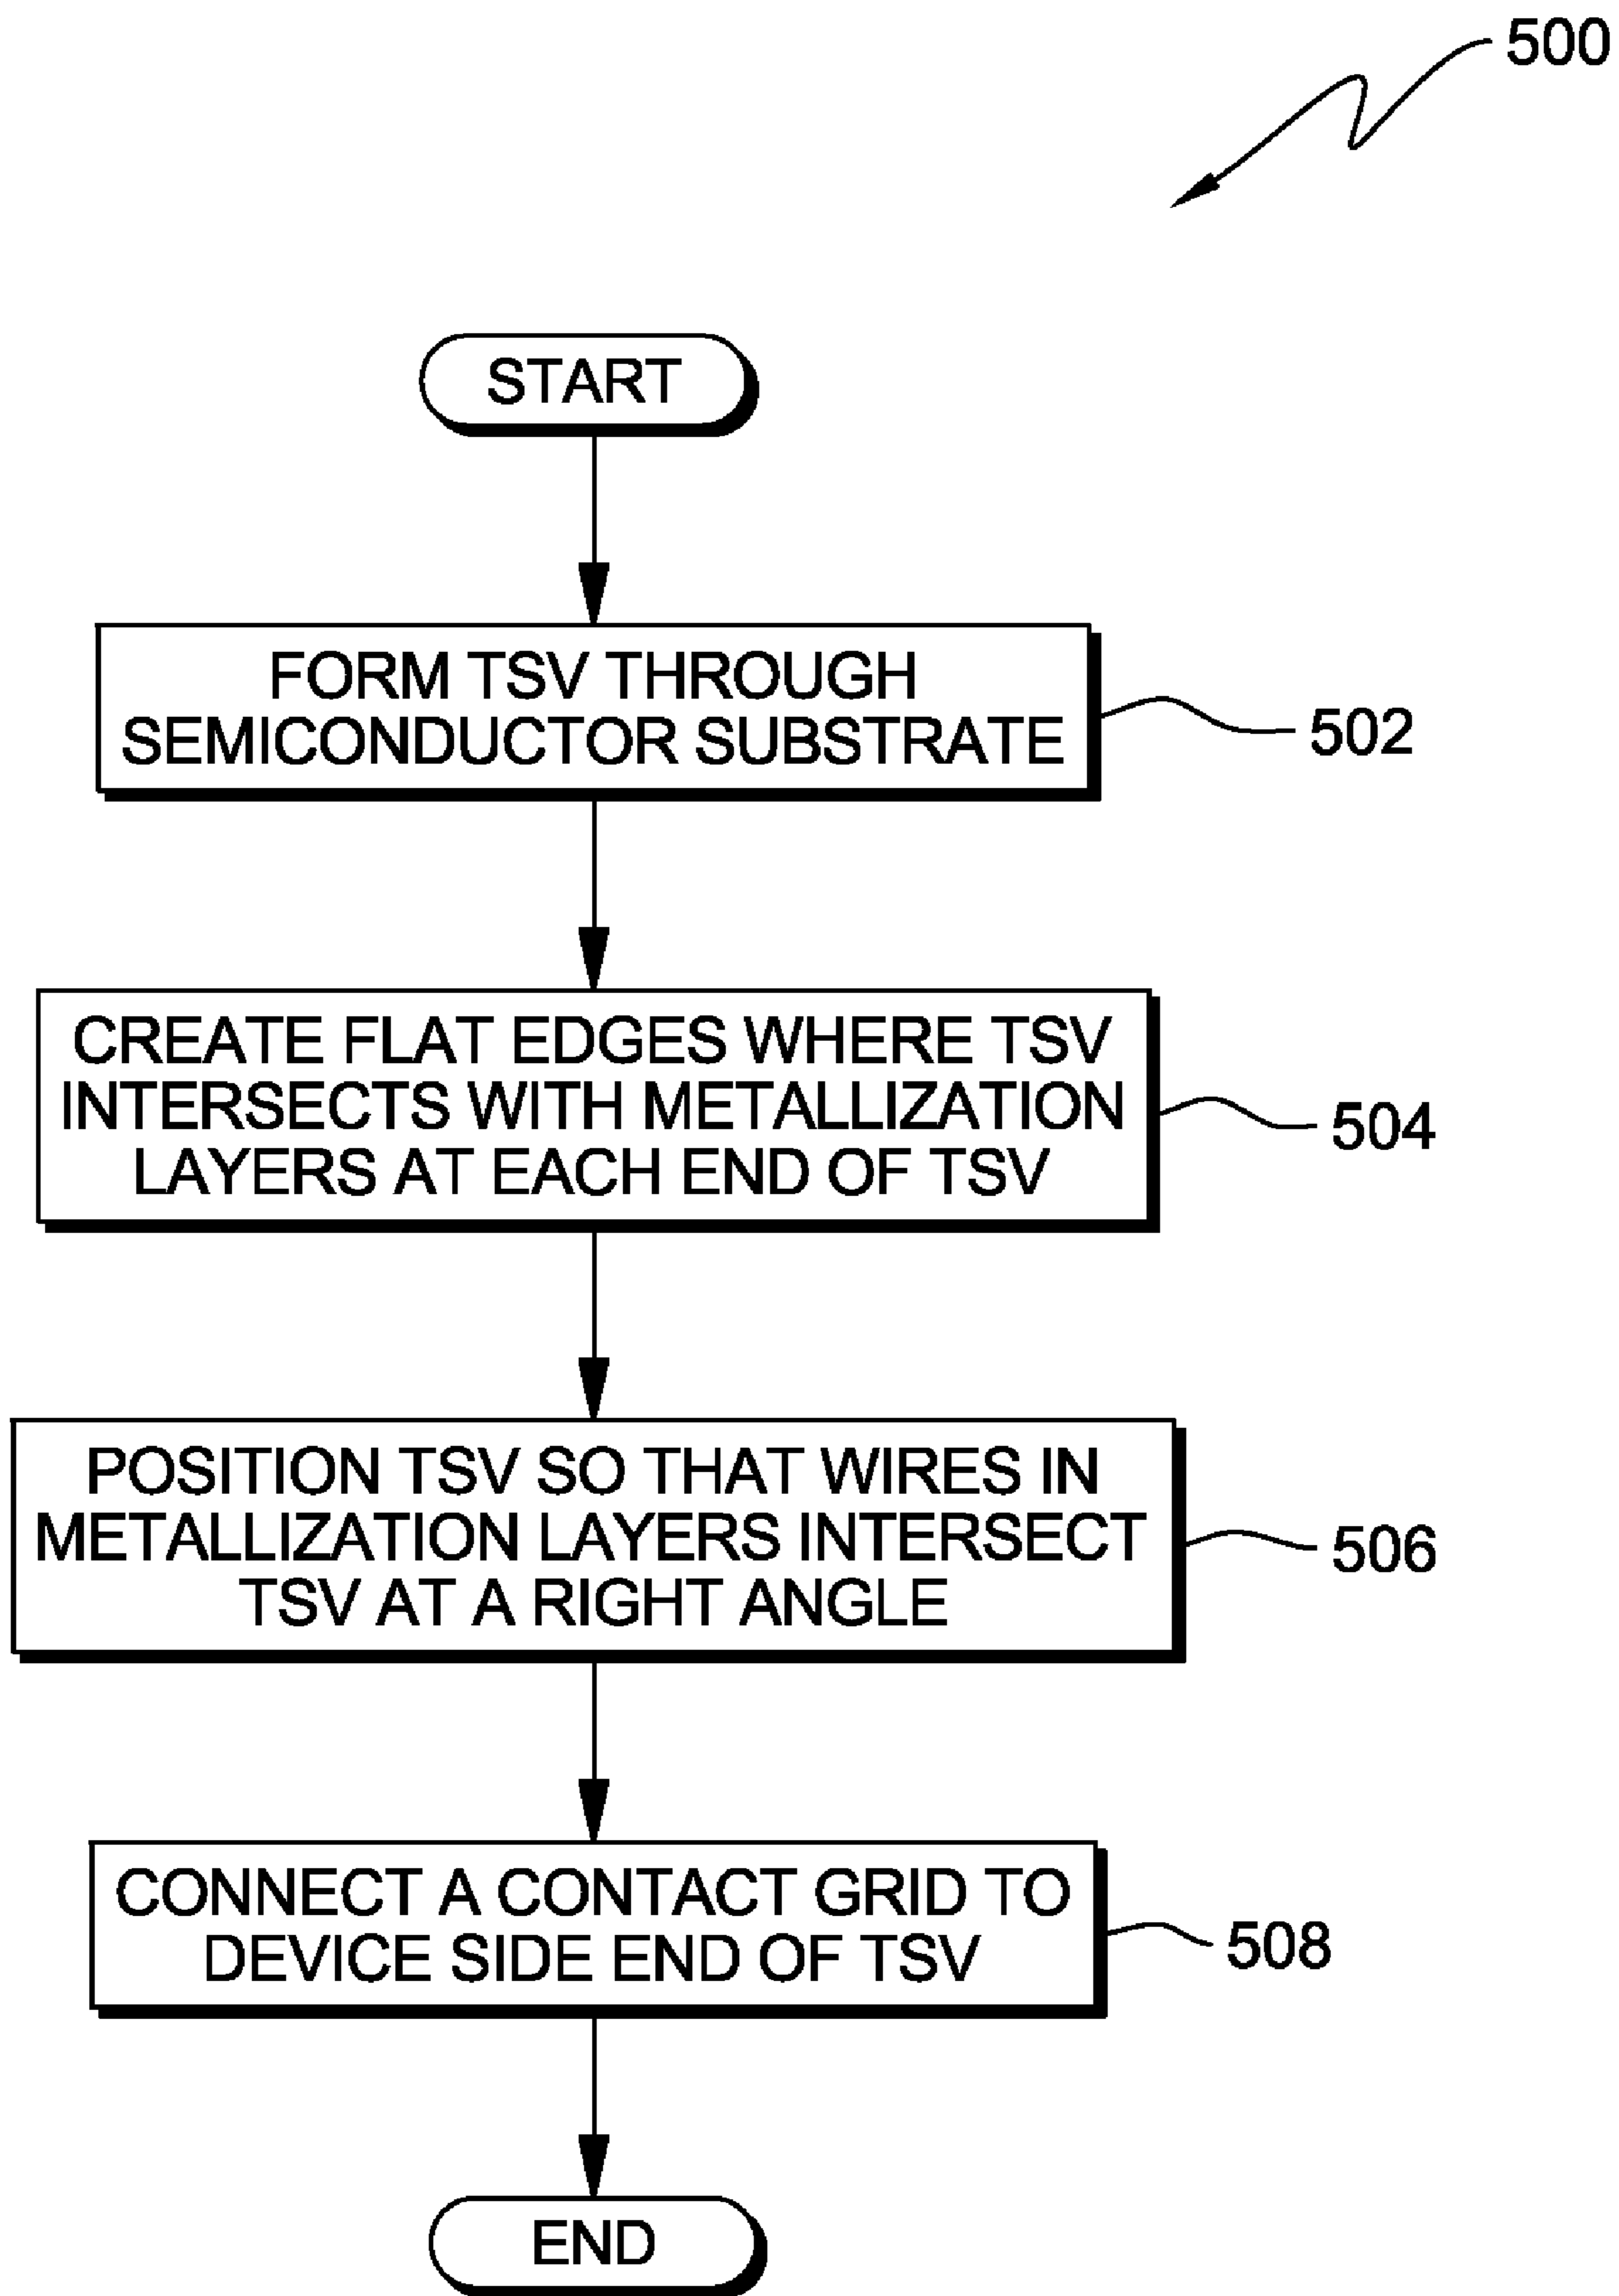 500
START
FORM TSV THROUGH
SEMICONDUCTOR SUBSTRATE
502
CREATE FLAT EDGES WHERE TSV
INTERSECTS WITH METALLIZATION
LAYERS AT EACH END OF TSV
504
POSITION TSV SO THAT WIRES IN
METALLIZATION LAYERS INTERSECT
TSV AT A RIGHT ANGLE
506
CONNECT A CONTACT GRID TO
DEVICE SIDE END OF TSV
508
END